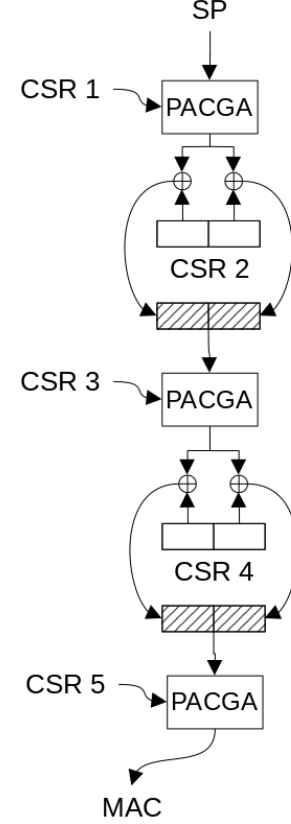 SP
CSR 1
PACGA
CSR 2
CSR 3
PACGA
CSR 4
CSR 5
PACGA
MAC